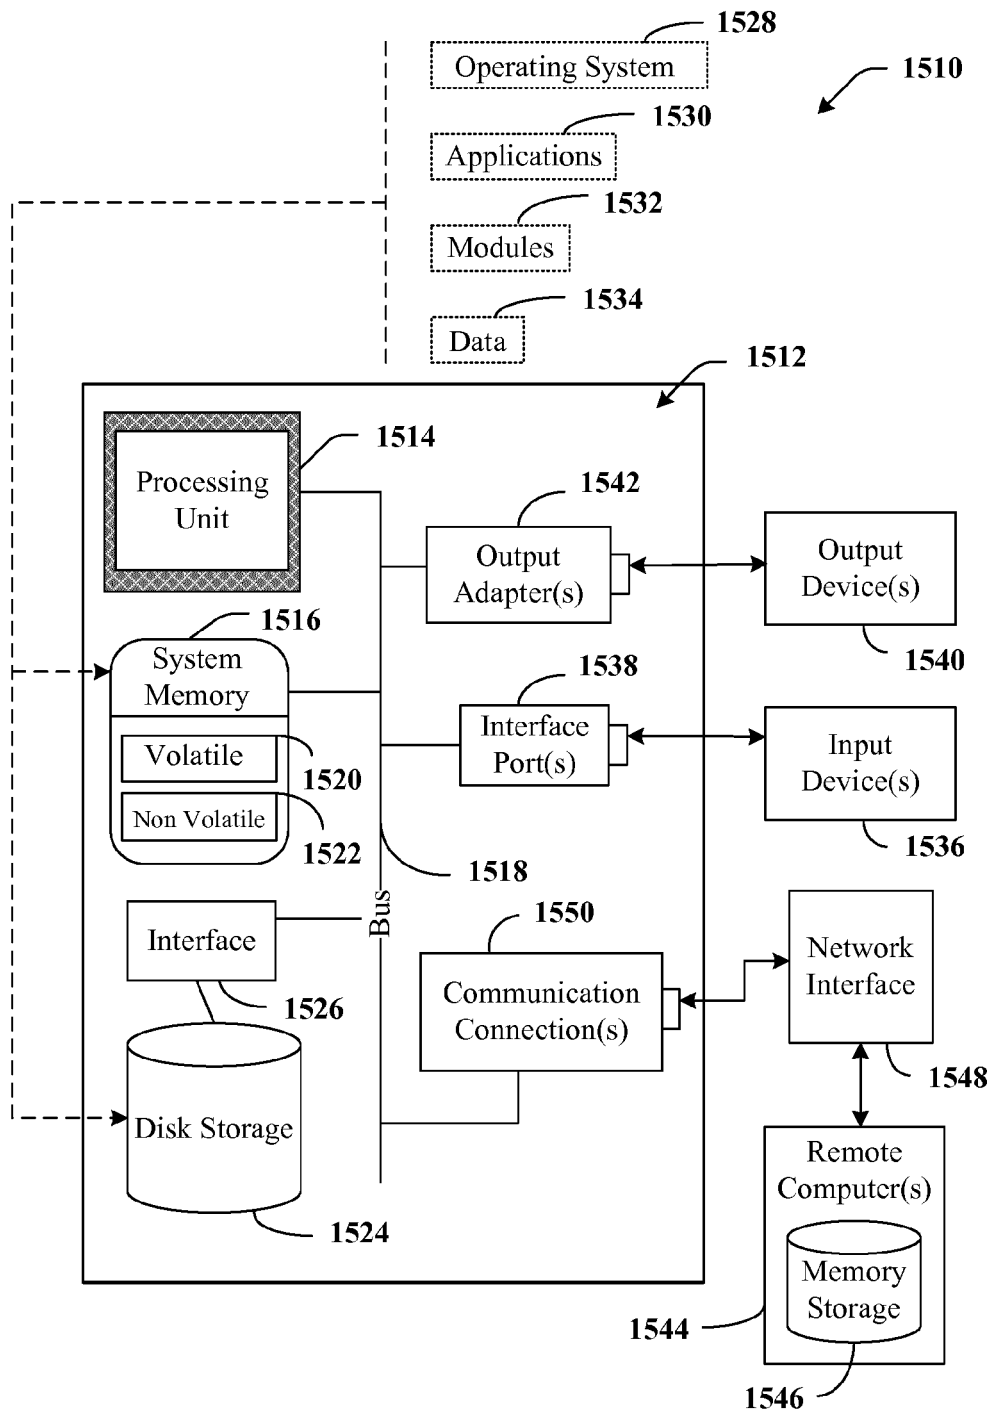 1528
Operating System
1510
1530
Applications
1532
Modules
1534
Data
1512
1514
Processing
Unit
1542
Output
Adapter(s)
Output
Device(s)
1540
1516
System
Memory
1538
Interface
Port(s)
Input
Device(s)
1536
Volatile
1520
Non Volatile
1522
1518
Bus
1550
Interface
1526
Communication
Connection(s)
Network
Interface
1548
Disk Storage
1524
Remote
Computer(s)
Memory
Storage
1544
1546